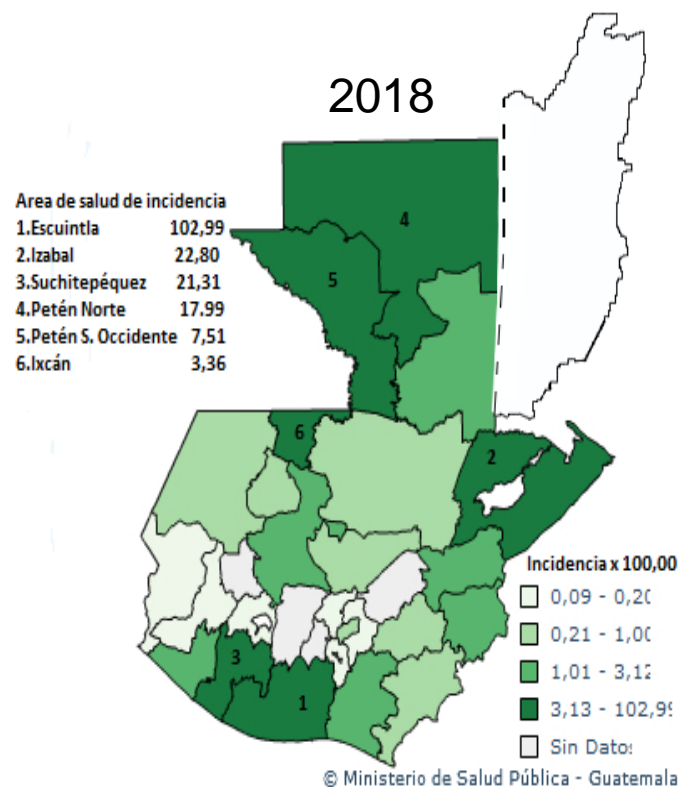 2018
Area de salud de incidencia
1.Escuintla 102,99
2.Izabal 22,80
3.Suchitepéquez 21,31
4.Petén Norte 17.99
5.Petén S. Occidente 7,51
6.Ixcán 3,36
4
5
6
2
3
1
Incidencia x 100,00
0,09 - 0,20
0,21 - 1,00
1,01 - 3,12
3,13 - 102,99
Sin Datos
© Ministerio de Salud Pública - Guatemala